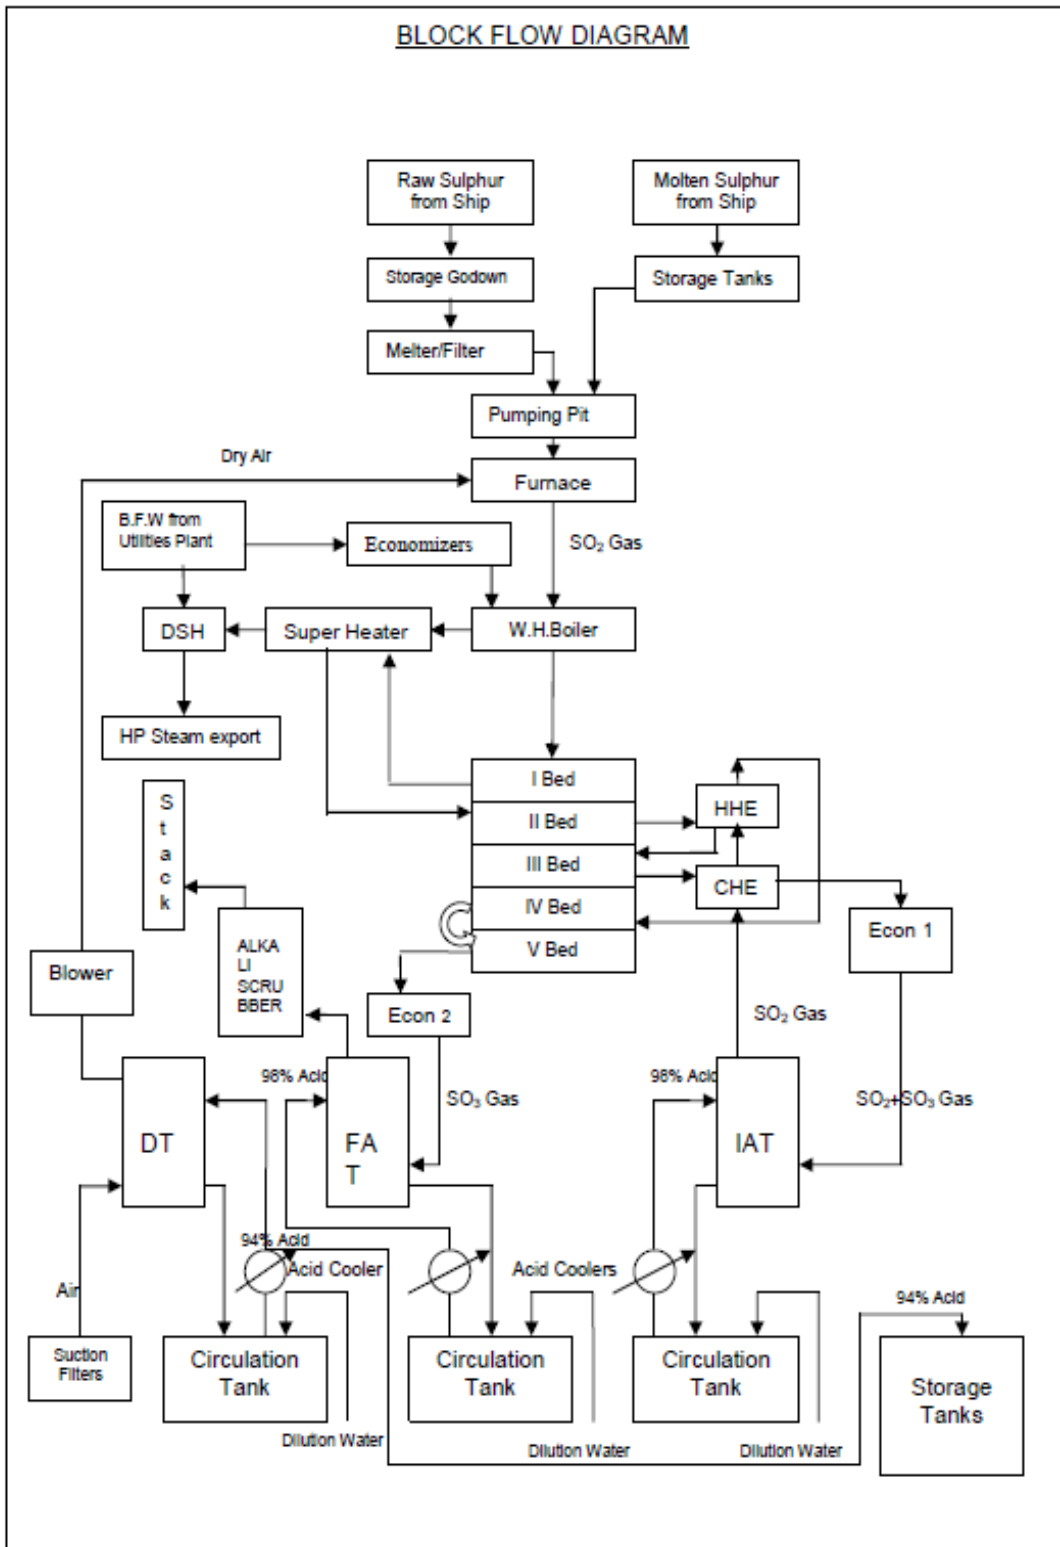 BLOCK FLOW DIAGRAM
Raw Sulphur
from Ship
Molten Sulphur
from Ship
Storage Godown
Storage Tanks
Melter/Filter
Pumping Pit
Dry Air
Furnace
B.F.W from
Utilities Plant
Economizers
SO₂ Gas
DSH
Super Heater
W.H.Boiler
HP Steam export
I Bed
II Bed
III Bed
IV Bed
V Bed
HHE
CHE
S
t
a
c
k
Econ 1
ALKA
LI
SCRU
BBER
Blower
Econ 2
SO₂ Gas
98% Acid
SO₃ Gas
98% Acid
SO₂+SO₃ Gas
DT
FA
T
IAT
94% Acid
Acid Cooler
Acid Coolers
Air
94% Acid
Suction
Filters
Circulation
Tank
Circulation
Tank
Circulation
Tank
Storage
Tanks
Dilution Water
Dilution Water
Dilution Water